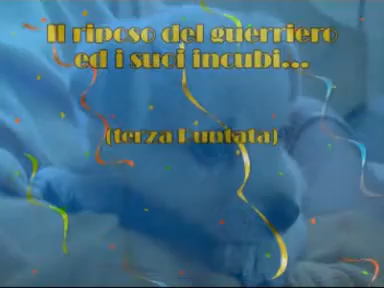 Il riposo del guerriero
ed i suoi incubi...
(terza Puntata)